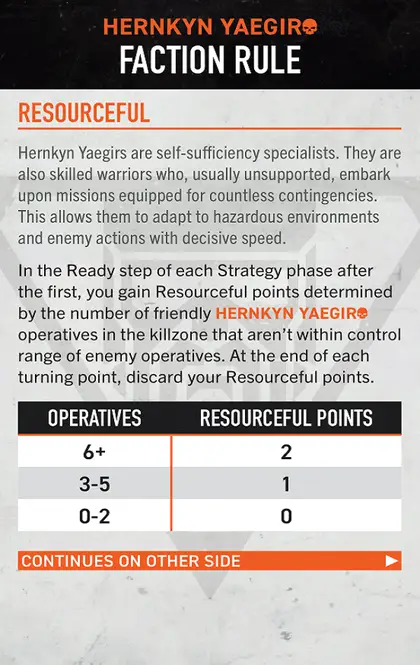 HERNKYN YAEGIR
FACTION RULE
RESOURCEFUL
Hernkyn Yaegirs are self-sufficiency specialists. They are
also skilled warriors who, usually unsupported, embark
upon missions equipped for countless contingencies.
This allows them to adapt to hazardous environments
and enemy actions with decisive speed.
In the Ready step of each Strategy phase after
the first, you gain Resourceful points determined
by the number of friendly HERNKYN YAEGIR
operatives in the killzone that aren't within control
range of enemy operatives. At the end of each
turning point, discard your Resourceful points.
OPERATIVES RESOURCEFUL POINTS
6+ 2
3-5 1
0-2 0
CONTINUES ON OTHER SIDE